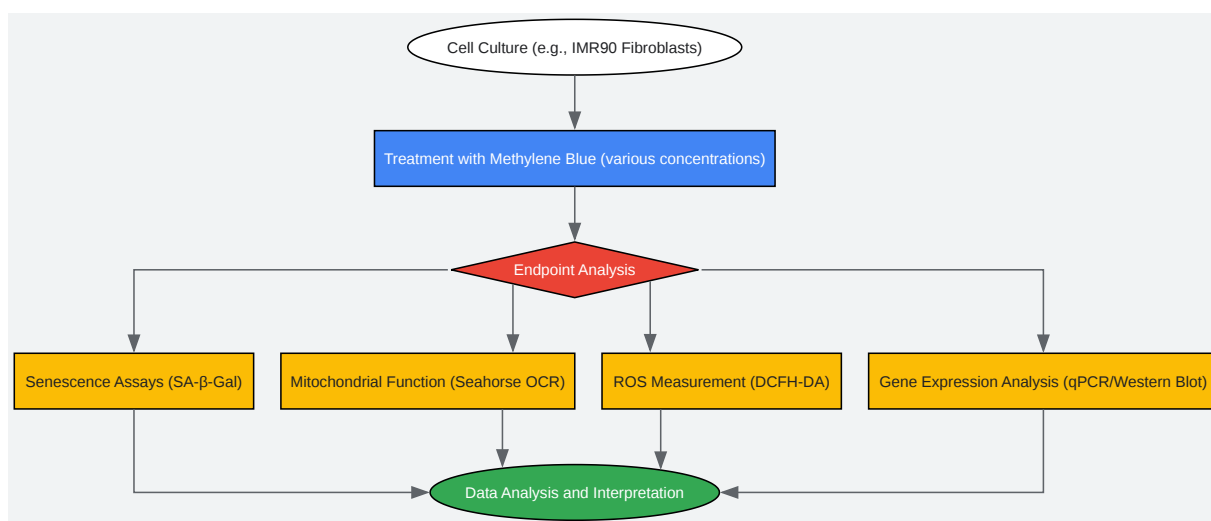 Cell Culture (e.g., IMR90 Fibroblasts)
Treatment with Methylene Blue (various concentrations)
Endpoint Analysis
Senescence Assays (SA-β-Gal)
Mitochondrial Function (Seahorse OCR)
ROS Measurement (DCFH-DA)
Gene Expression Analysis (qPCR/Western Blot)
Data Analysis and Interpretation